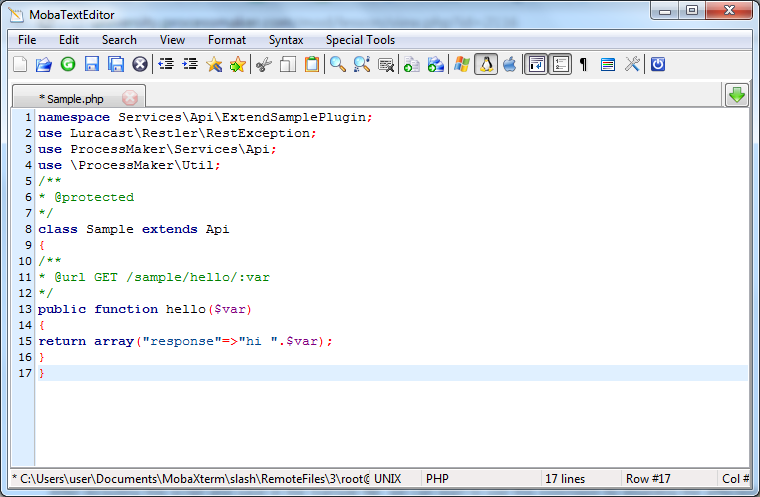 MobaTextEditor
File Edit Search View Format Syntax Special Tools
* Sample.php
1 namespace Services\Api\ExtendSamplePlugin;
2 use Luracast\Restler\RestException;
3 use ProcessMaker\Services\Api;
4 use \ProcessMaker\Util;
5 /**
6 * @protected
7 */
8 class Sample extends Api
9 {
10 /**
11 * @url GET /sample/hello/:var
12 */
13 public function hello($var)
14 {
15 return array("response"=>"hi ".$var);
16 }
17 }
* C:\Users\user\Documents\MobaXterm\slash\RemoteFiles\3\root@ UNIX PHP 17 lines Row #17 Col #